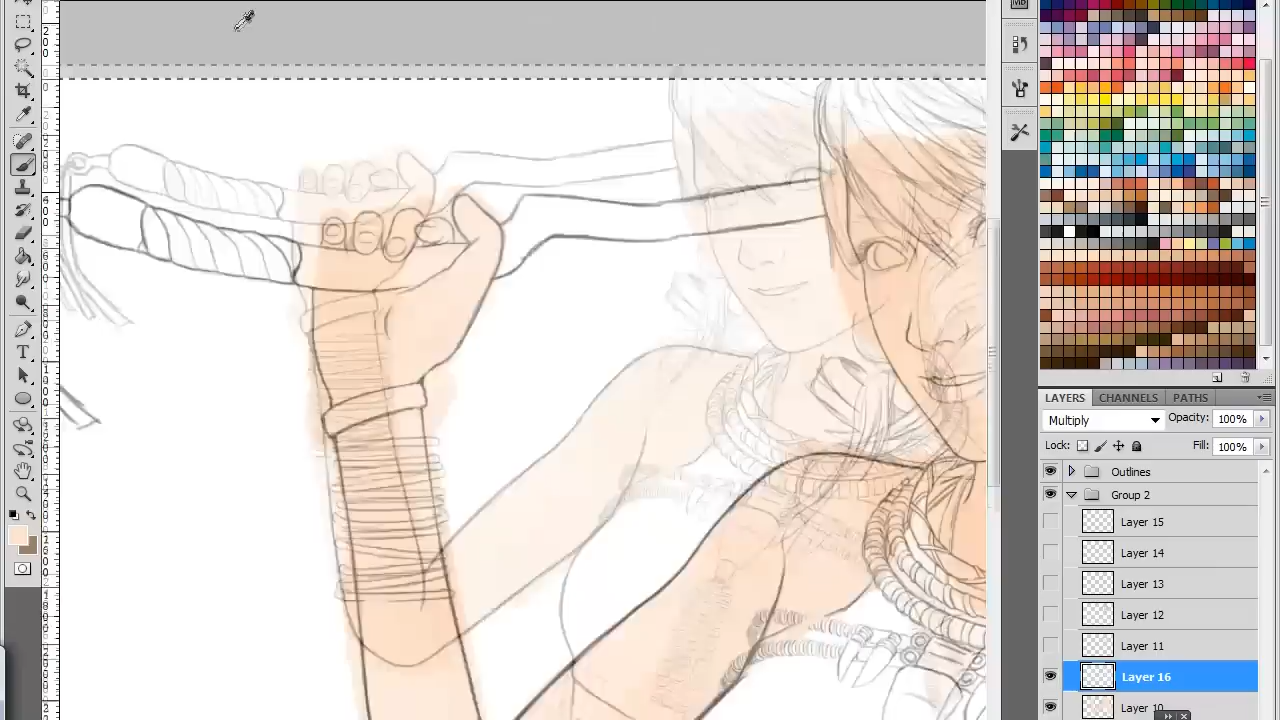 LAYERS CHANNELS PATHS
Multiply Opacity: 100%
Lock: Fill: 100%
Outlines
Group 2
Layer 15
Layer 14
Layer 13
Layer 12
Layer 11
Layer 16
Layer 10